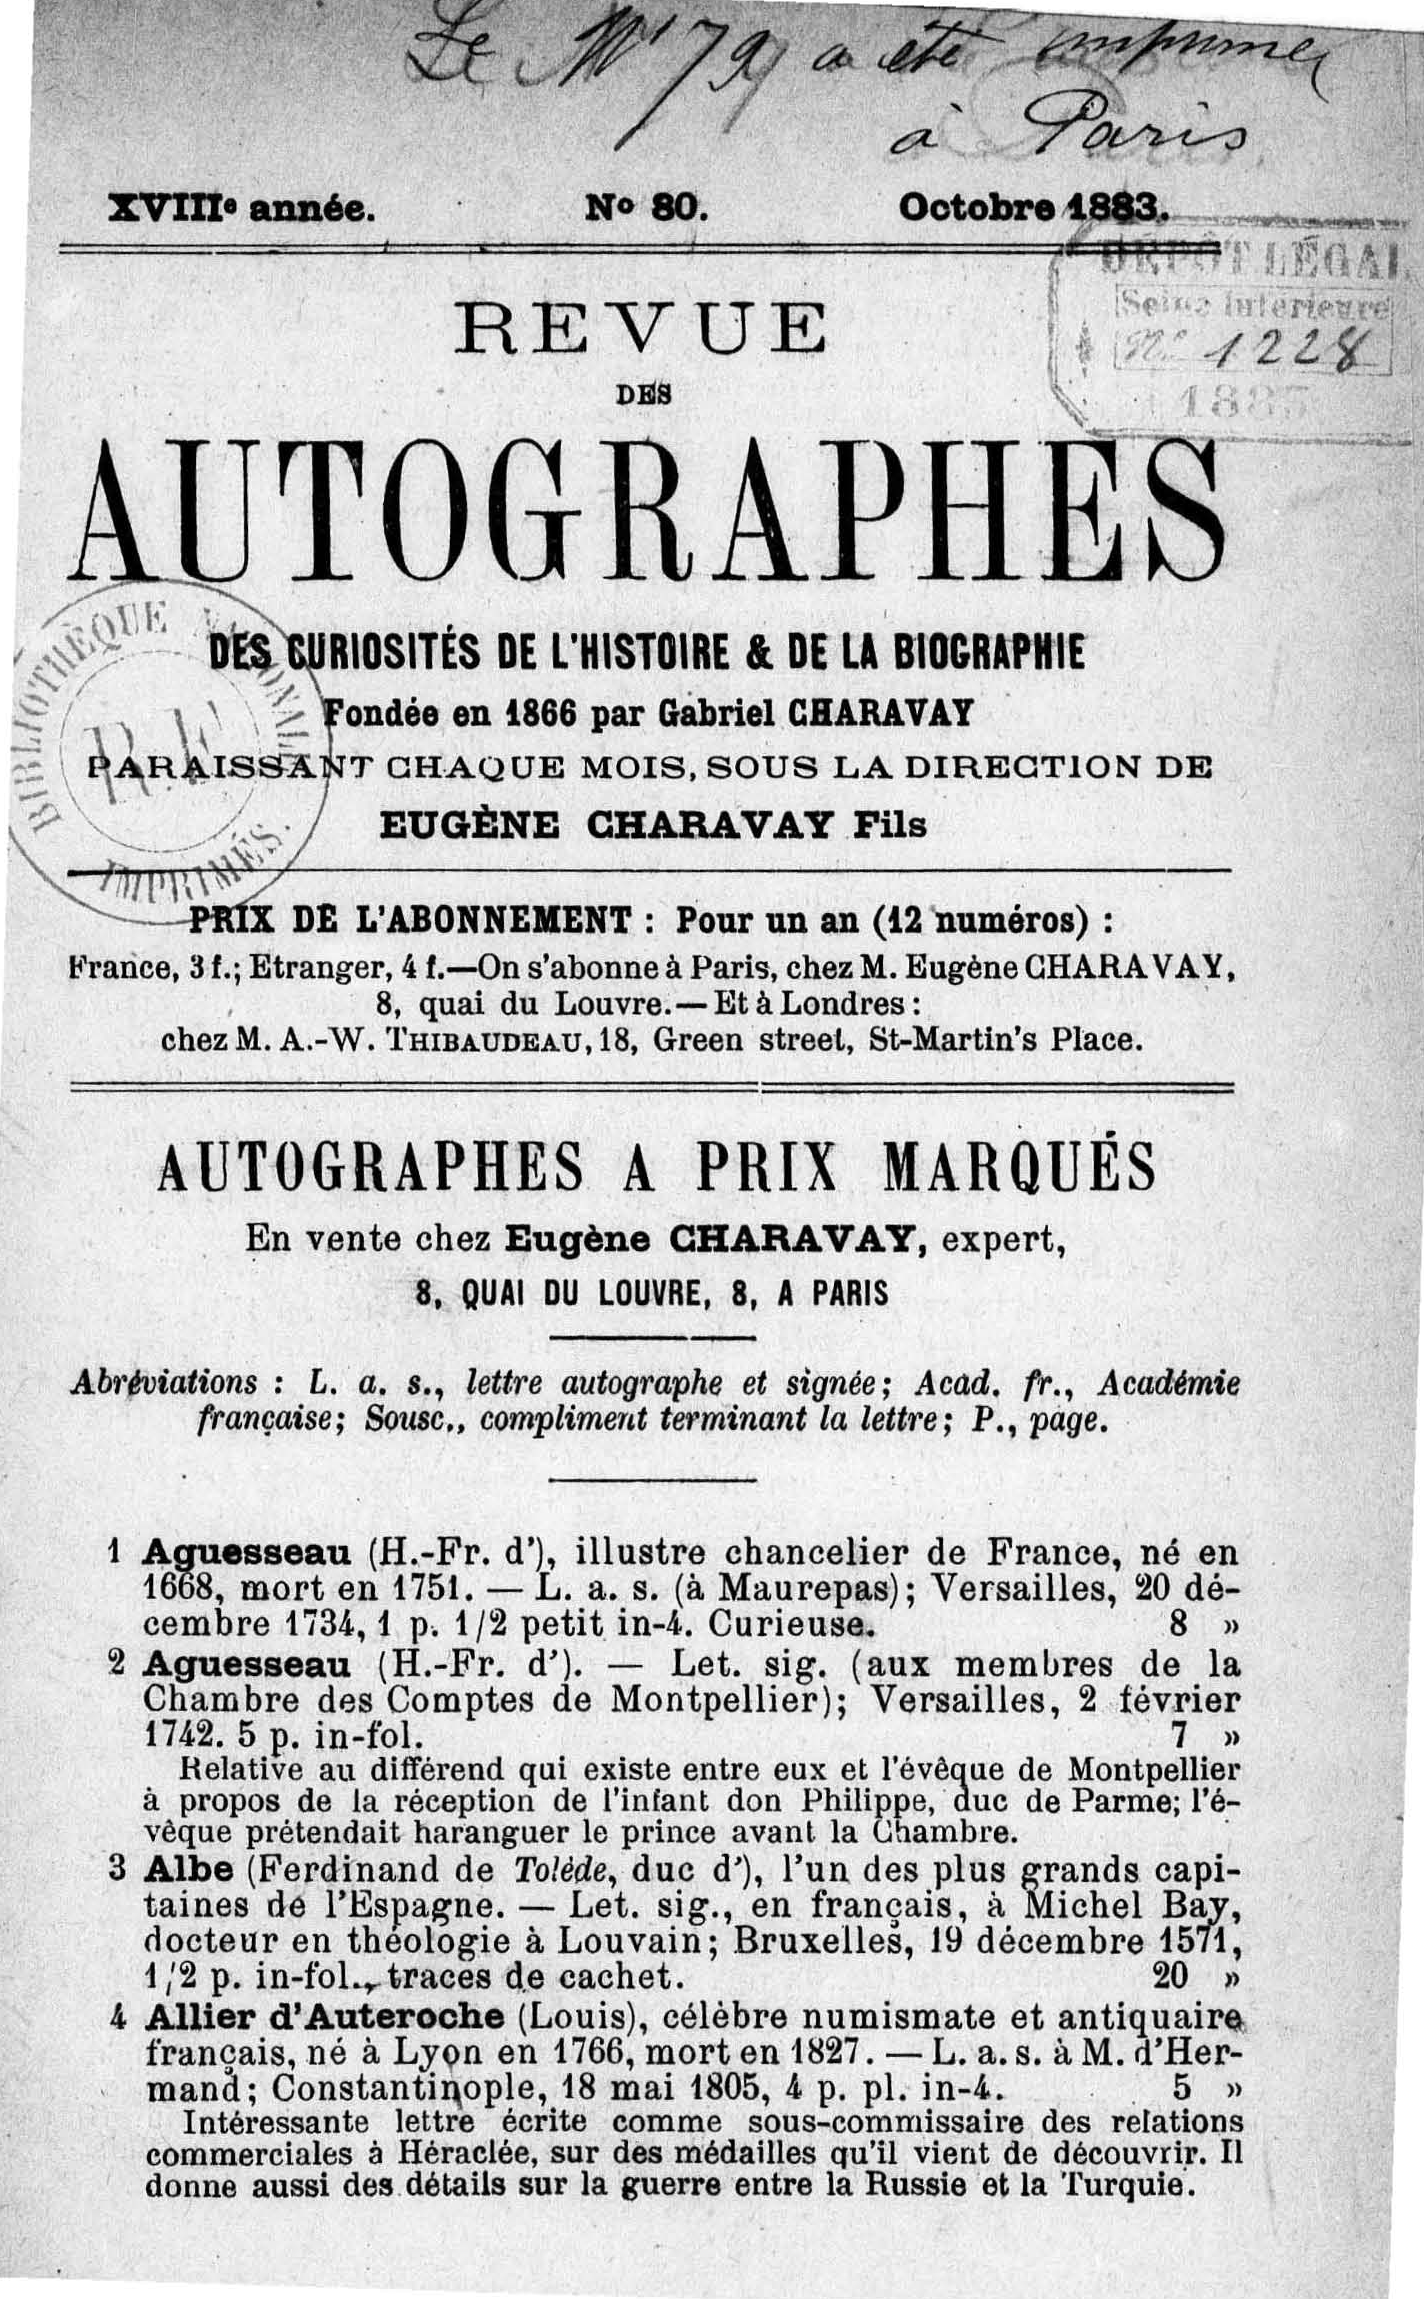 Le N° 79 a été imprimé
à Paris
XVIIIe année. No 80. Octobre 1883.
DÉPÔT LÉGAL
Seine Inférieure
No 1228
1883
REVUE
DES
AUTOGRAPHES
DES CURIOSITÉS DE L'HISTOIRE & DE LA BIOGRAPHIE
Fondée en 1866 par Gabriel CHARAVAY
PARAISSANT CHAQUE MOIS, SOUS LA DIRECTION DE
EUGÈNE CHARAVAY Fils
BIBLIOTHÈQUE NATIONALE
R.F
IMPRIMÉS.
PRIX DE L'ABONNEMENT : Pour un an (12 numéros) :
France, 3 f.; Etranger, 4 f.—On s'abonne à Paris, chez M. Eugène CHARAVAY,
8, quai du Louvre.—Et à Londres :
chez M. A.-W. THIBAUDEAU, 18, Green street, St-Martin's Place.
AUTOGRAPHES A PRIX MARQUÉS
En vente chez Eugène CHARAVAY, expert,
8, QUAI DU LOUVRE, 8, A PARIS
Abréviations : L. a. s., lettre autographe et signée; Acad. fr., Académie
française; Sousc., compliment terminant la lettre; P., page.
1 Aguesseau (H.-Fr. d'), illustre chancelier de France, né en
1668, mort en 1751. — L. a. s. (à Maurepas); Versailles, 20 dé-
cembre 1734, 1 p. 1/2 petit in-4. Curieuse. 8 »
2 Aguesseau (H.-Fr. d'). — Let. sig. (aux membres de la
Chambre des Comptes de Montpellier); Versailles, 2 février
1742. 5 p. in-fol. 7 »
Relative au différend qui existe entre eux et l'évêque de Montpellier
à propos de la réception de l'infant don Philippe, duc de Parme; l'é-
vêque prétendait haranguer le prince avant la Chambre.
3 Albe (Ferdinand de Tolède, duc d'), l'un des plus grands capi-
taines de l'Espagne. — Let. sig., en français, à Michel Bay,
docteur en théologie à Louvain; Bruxelles, 19 décembre 1571,
1/2 p. in-fol., traces de cachet. 20 »
4 Allier d'Auteroche (Louis), célèbre numismate et antiquaire
français, né à Lyon en 1766, mort en 1827. — L. a. s. à M. d'Her-
mand; Constantinople, 18 mai 1805, 4 p. pl. in-4. 5 »
Intéressante lettre écrite comme sous-commissaire des relations
commerciales à Héraclée, sur des médailles qu'il vient de découvrir. Il
donne aussi des détails sur la guerre entre la Russie et la Turquie.